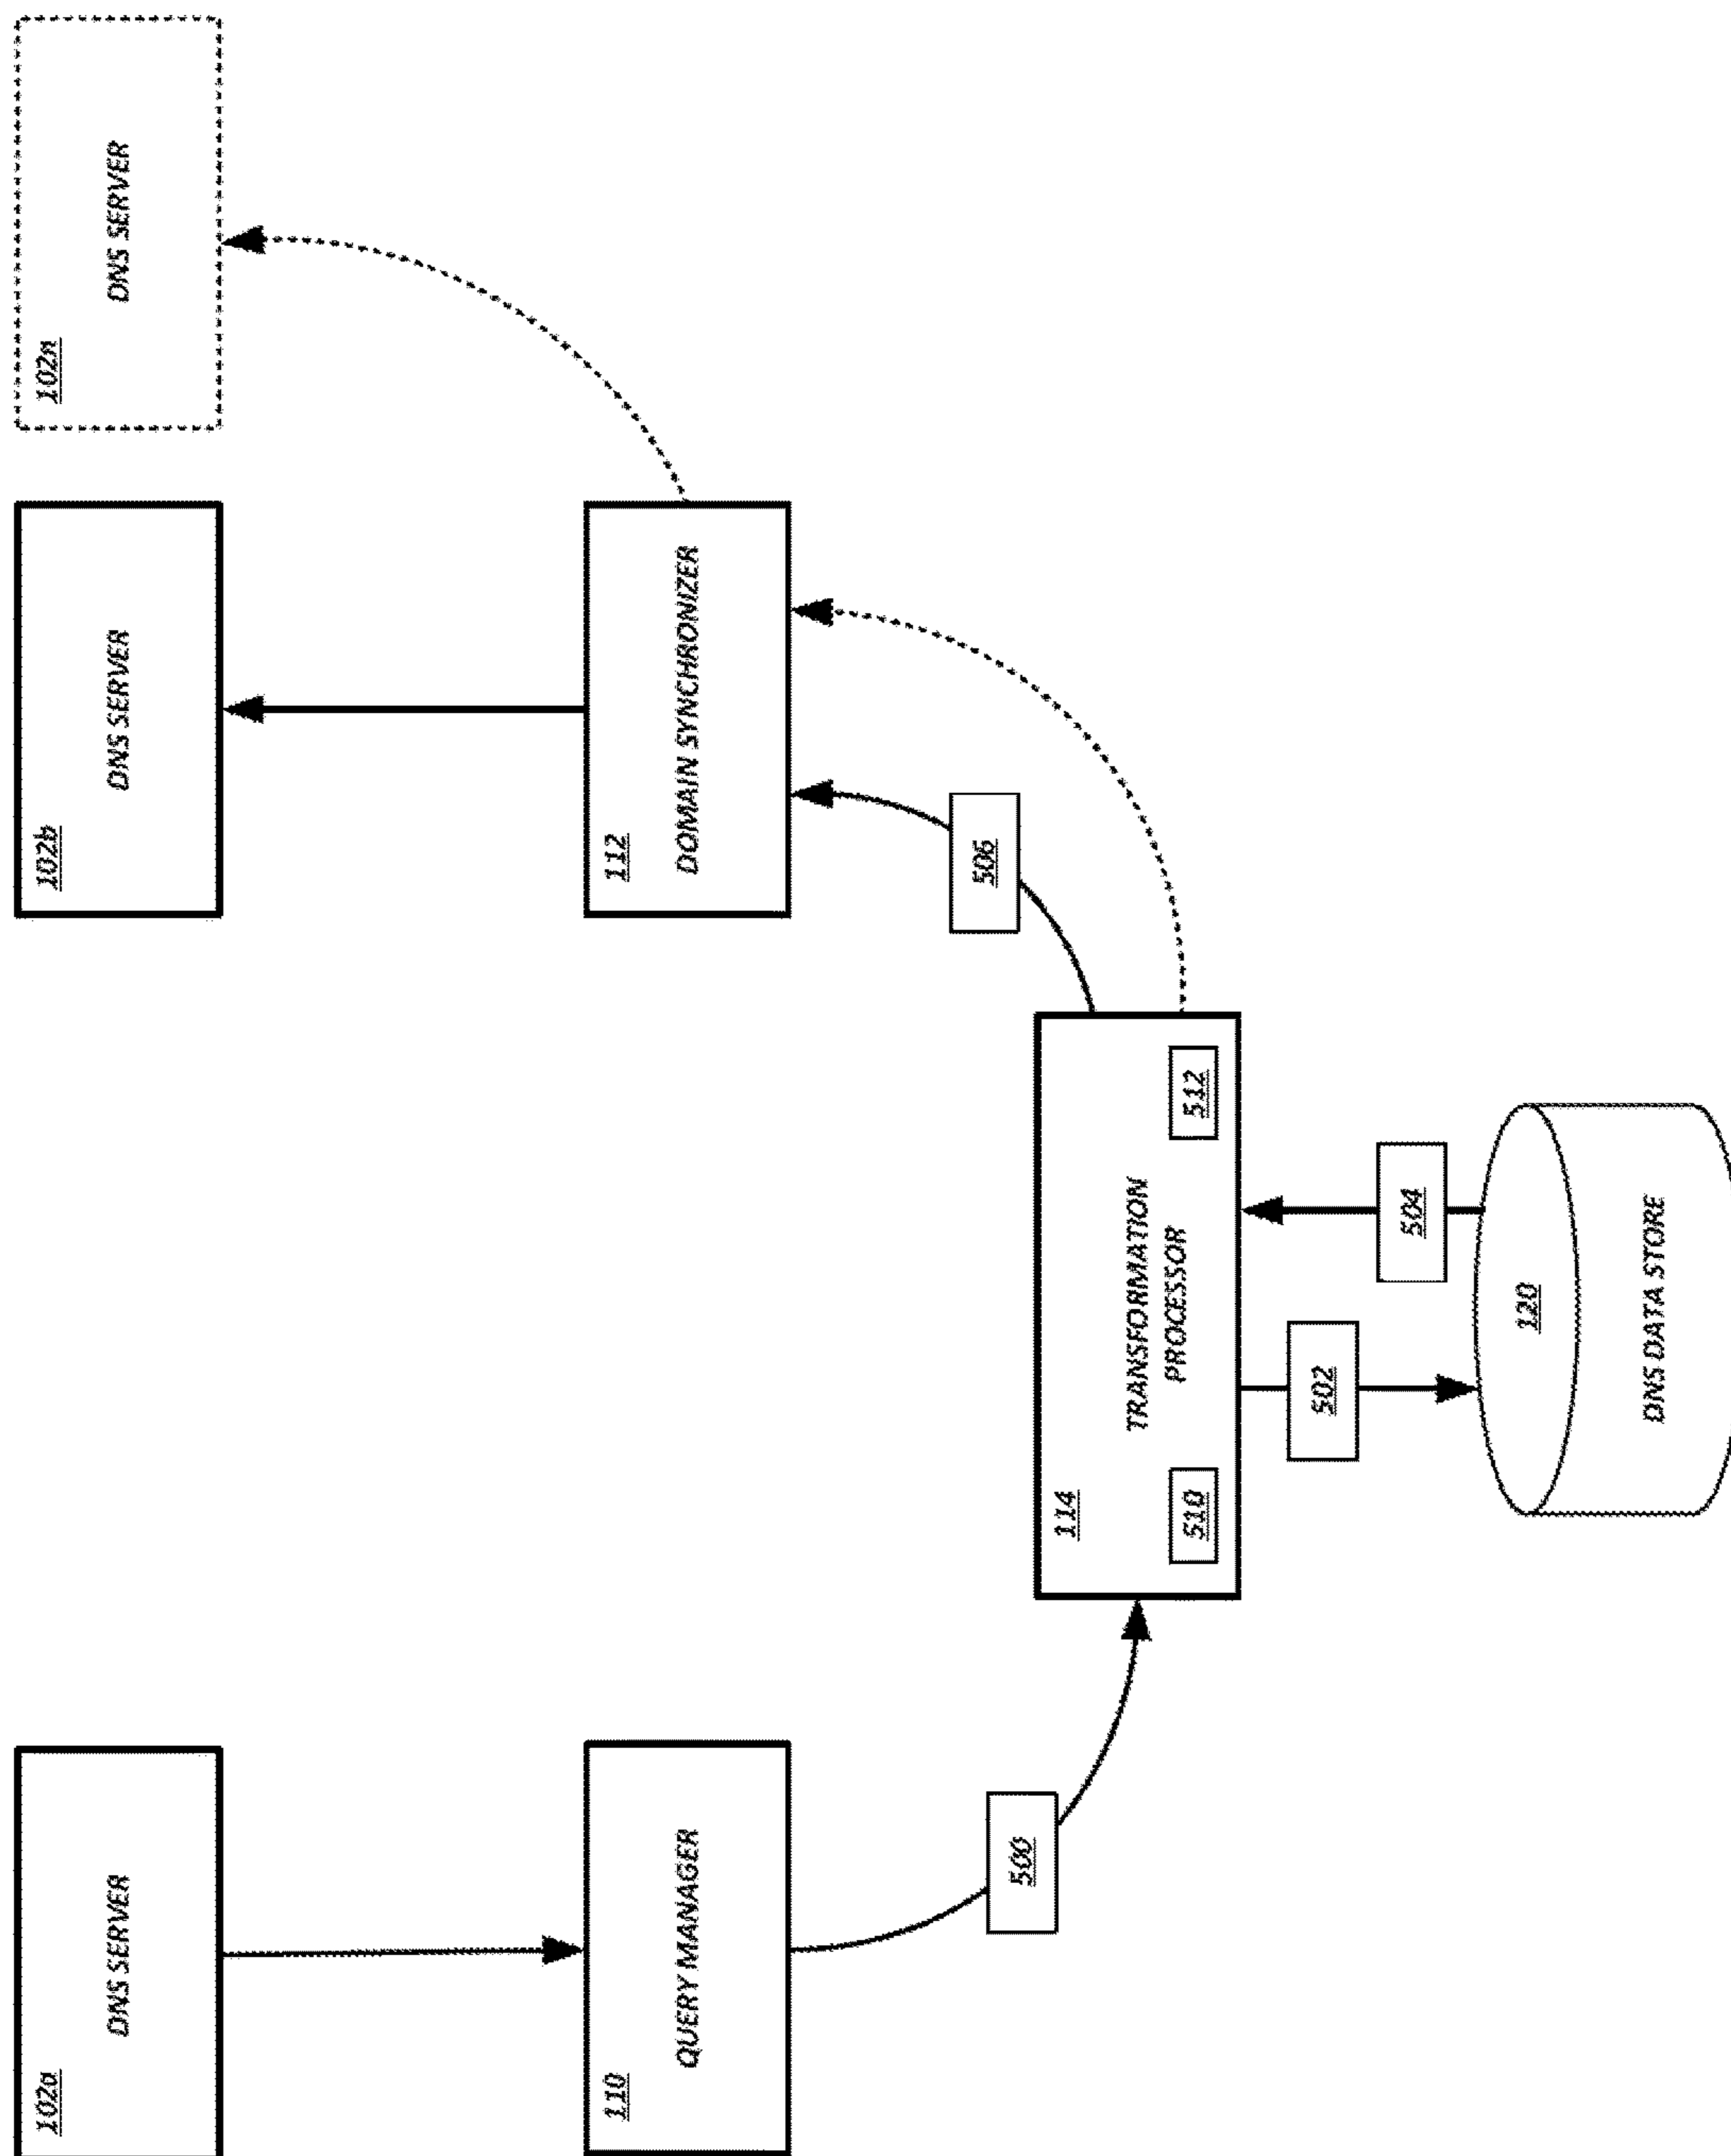 102a
DNS SERVER
102b
DNS SERVER
102n
DNS SERVER
110
QUERY MANAGER
112
DOMAIN SYNCHRONIZER
500
506
114
TRANSFORMATION
PROCESSOR
510
512
502
504
120
DNS DATA STORE